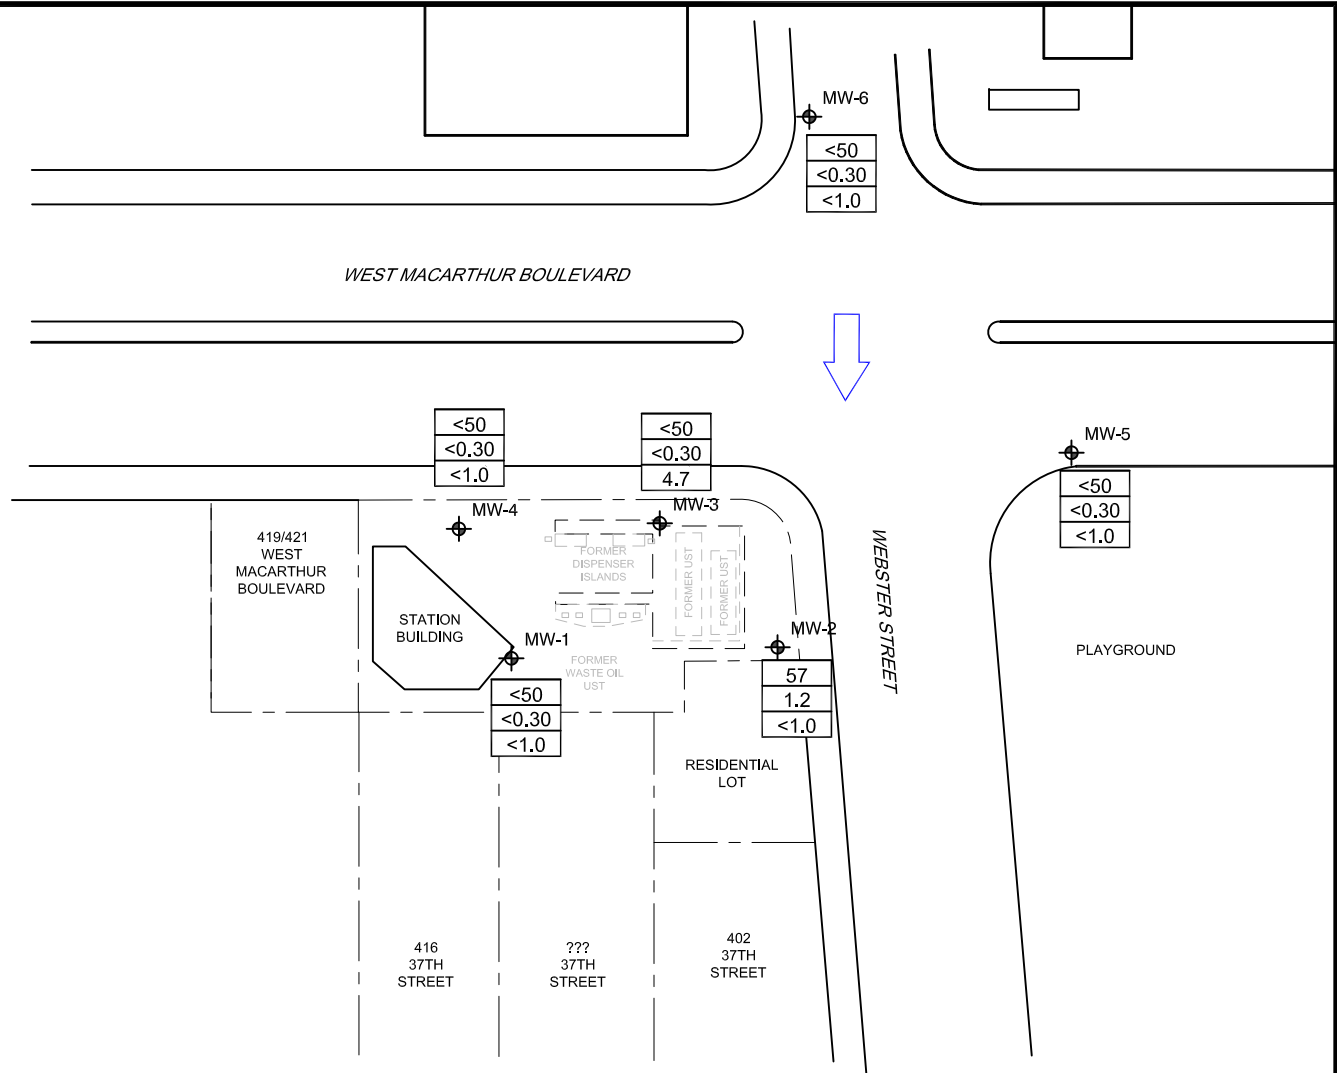 MW-6
<50
<0.30
<1.0
WEST MACARTHUR BOULEVARD
<50
<0.30
<1.0
<50
<0.30
4.7
MW-5
<50
<0.30
<1.0
MW-4
MW-3
419/421
WEST
MACARTHUR
BOULEVARD
FORMER
DISPENSER
ISLANDS
FORMER UST
FORMER UST
WEBSTER STREET
STATION
BUILDING
MW-1
MW-2
FORMER
WASTE OIL
UST
PLAYGROUND
<50
<0.30
<1.0
57
1.2
<1.0
RESIDENTIAL
LOT
416
37TH
STREET
???
37TH
STREET
402
37TH
STREET